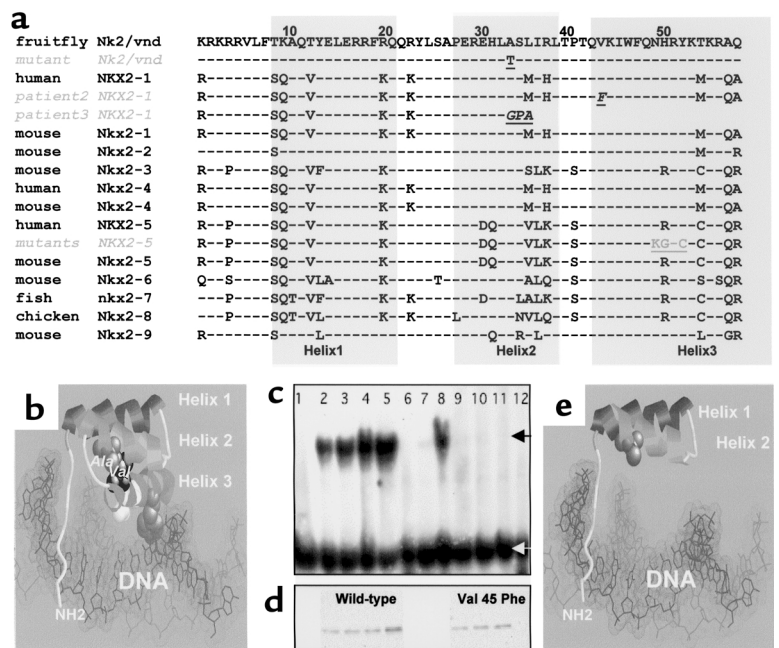 a
10 20 30 40 50
fruitfly Nk2/vnd KRKRRVLFTKAQTYELERRFRQQRYLSAPEREHLASLIRLTPTQVKIWFQNHRYKTKRAQ
mutant Nk2/vnd ----------------------------------T-------------------------
human NKX2-1 R-------SQ--T-------K--K------------M-H---------------M--QA
patient2 NKX2-1 R-------SQ--T-------K--K------------M-H-----F---------M--QA
patient3 NKX2-1 R-------SQ--T-------K--K----------GPA
mouse Nkx2-1 R-------SQ--T-------K--K------------M-H---------------M--QA
mouse Nkx2-2 --------S---------------------------------------------M---R
mouse Nkx2-3 R--P----SQ--VF------K---------------SLK---S--------R---C--QR
human Nkx2-4 R-------SQ--T-------K--K------------M-H---------------M--QA
mouse Nkx2-4 R-------SQ--T-------K--K------------M-H---------------M--QA
human NKX2-5 R--P----SQ--V-------K---------DQ---VLK---S--------R---C--QR
mutants NKX2-5 KG-C
mouse Nkx2-5 R--P----SQ--V-------K---------DQ---VLK---S--------R---C--QR
mouse Nkx2-6 Q--S----SQ--VLA-----K-----T---------ALQ---S--------R---S-SQR
fish nkx2-7 ---P----SQT-VF------K--K-------D---LALK---S--------R---C--QR
chicken Nkx2-8 ---P----SQT-VL------K-------L------NVLQ---S--------R---C--QR
mouse Nkx2-9 R-------S----L-----------------Q--R-L----------------L--GR
Helix1 Helix2 Helix3
b
Helix 1
Helix 2
Ala
Val
Helix 3
DNA
NH2
c
1 2 3 4 5 6 7 8 9 10 11 12
d
Wild-type Val 45 Phe
e
Helix 1
Helix 2
DNA
NH2